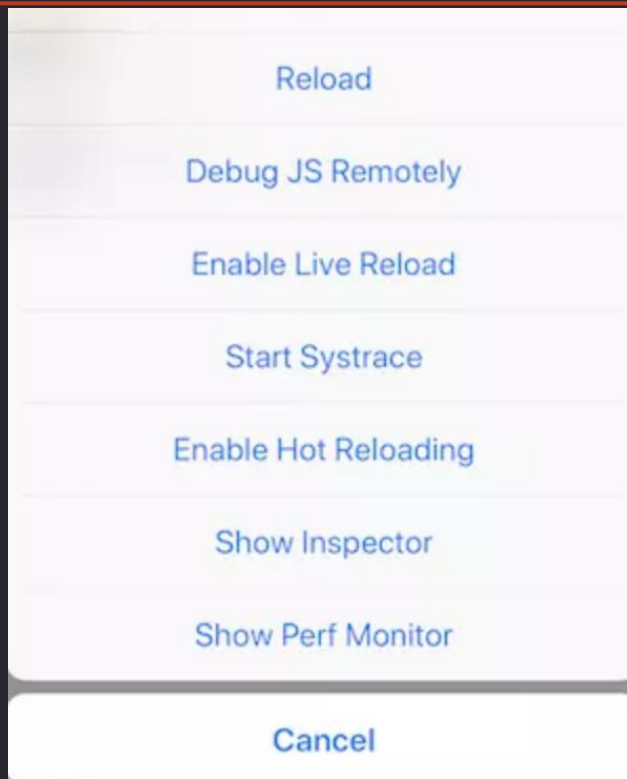 Reload
Debug JS Remotely
Enable Live Reload
Start Systrace
Enable Hot Reloading
Show Inspector
Show Perf Monitor
Cancel